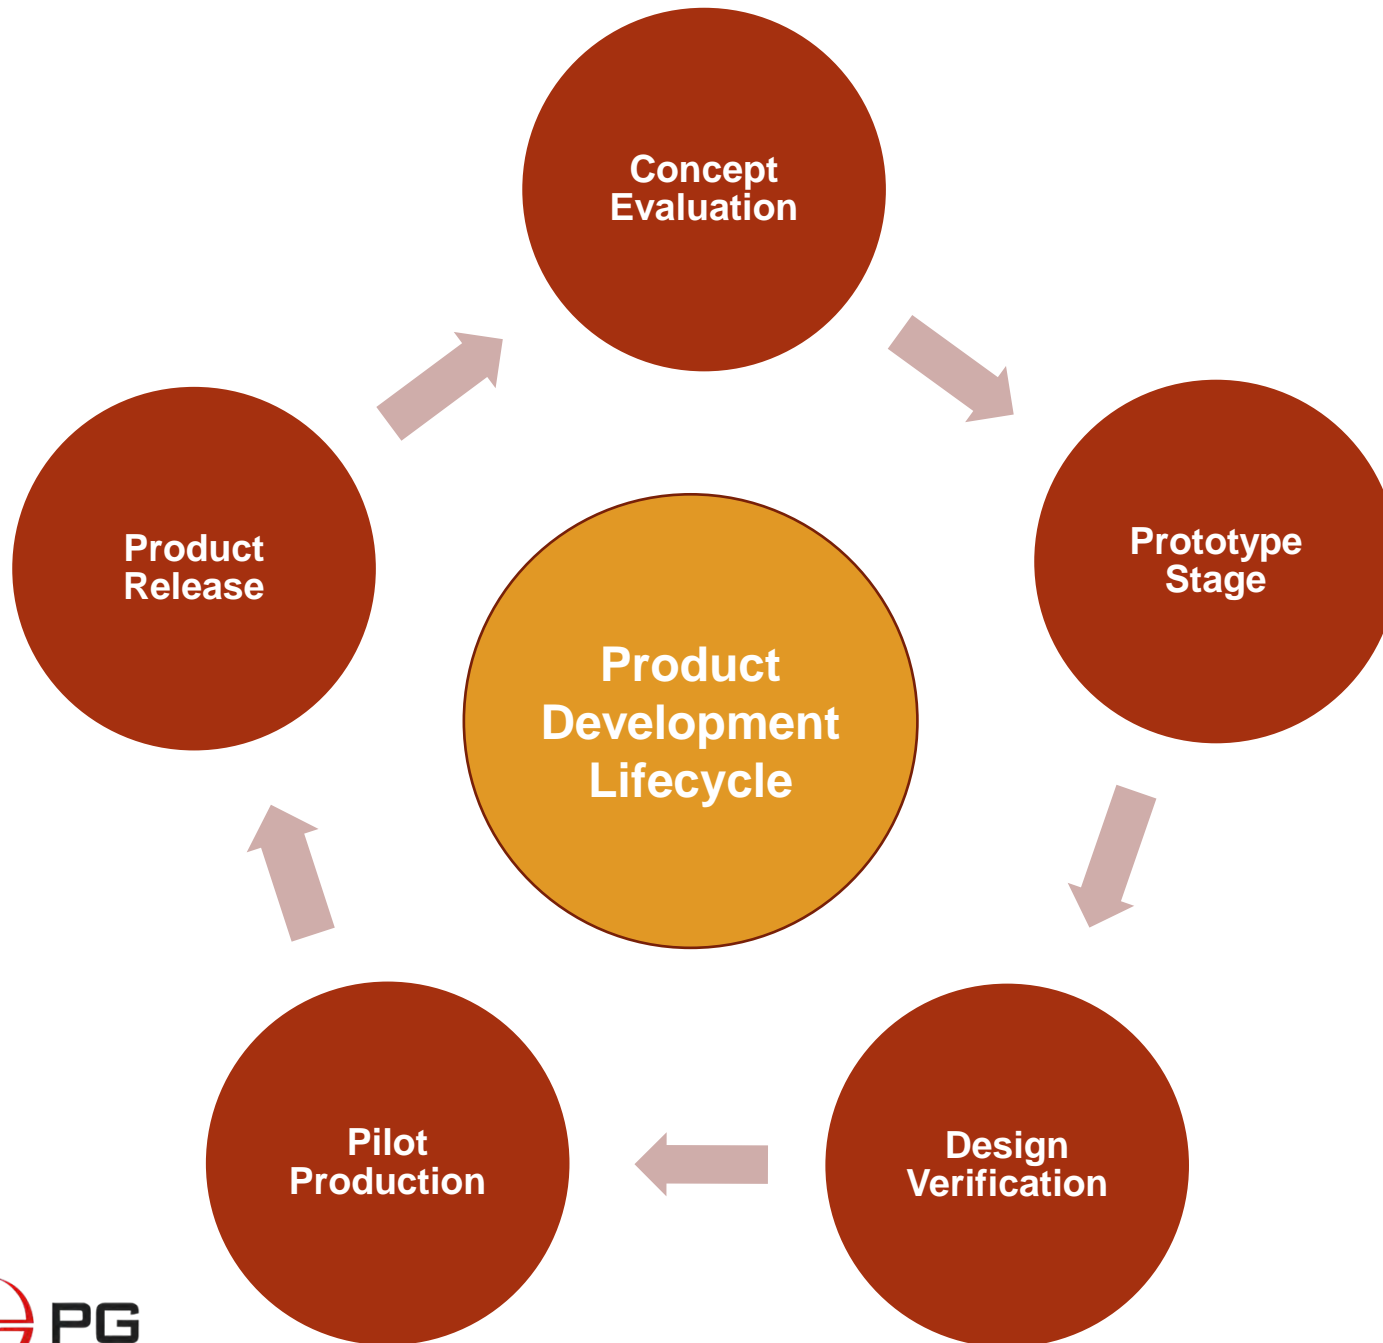 Concept
Evaluation
Prototype
Stage
Design
Verification
Pilot
Production
Product
Release
Product
Development
Lifecycle
PG